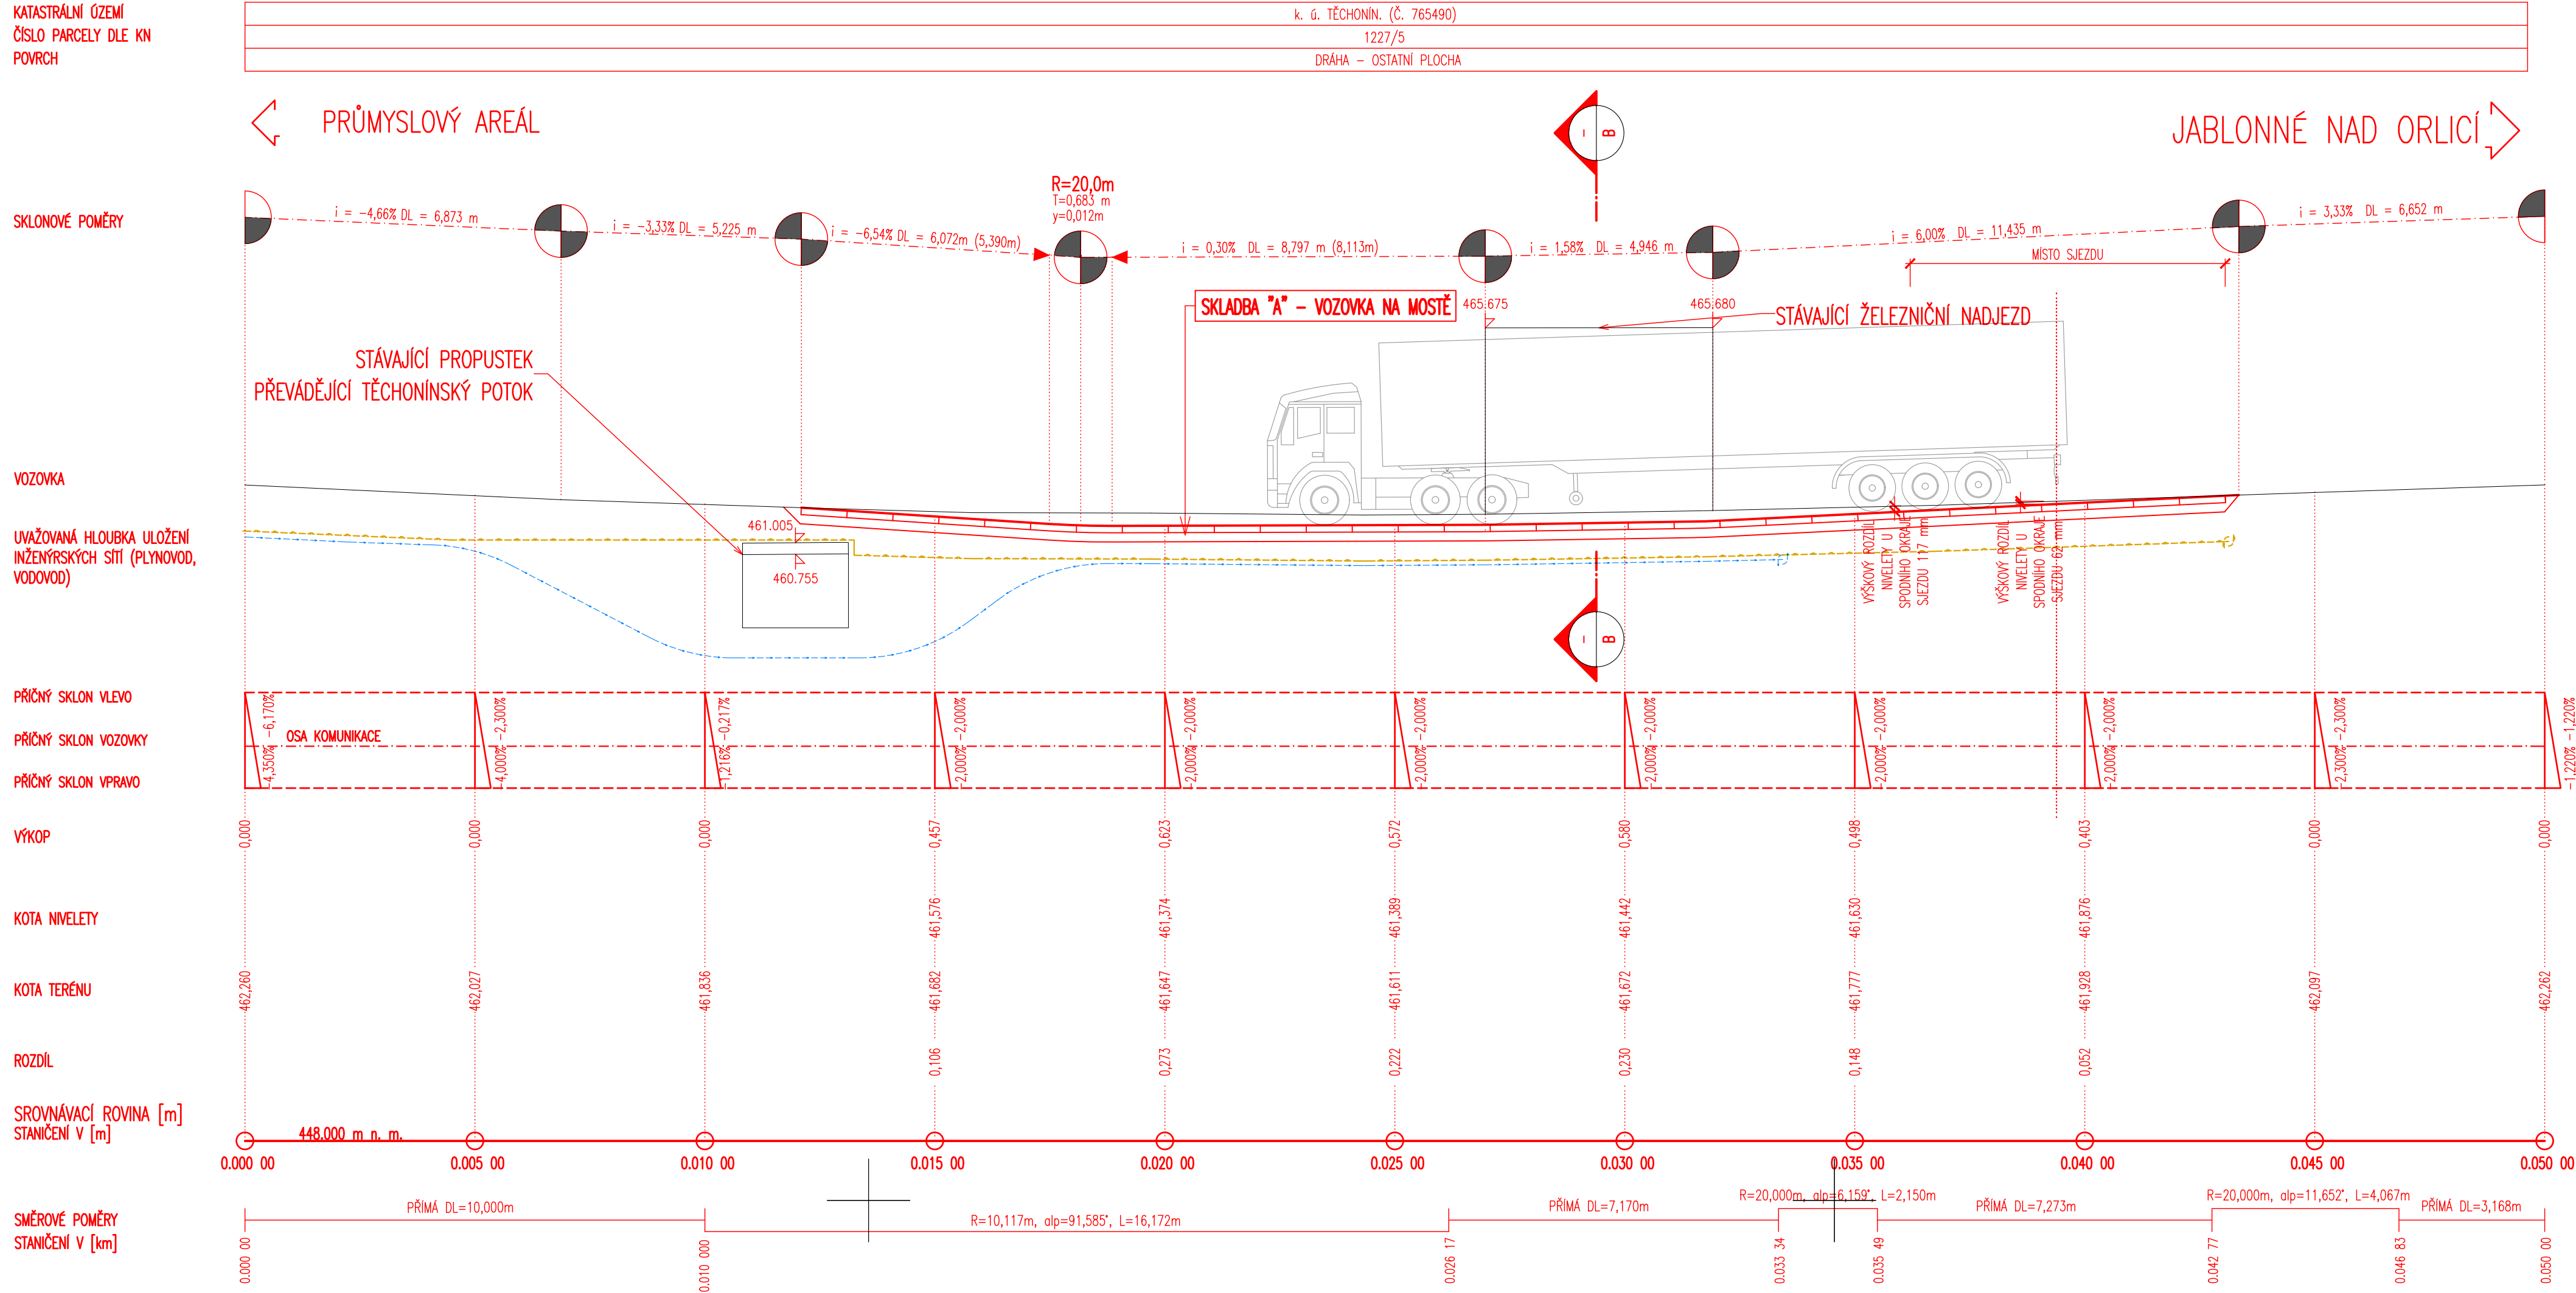 KATASTRÁLNÍ ÚZEMÍ
k. ú. TĚCHONÍN. (Č. 765490)
ČÍSLO PARCELY DLE KN
1227/5
POVRCH
DRÁHA – OSTATNÍ PLOCHA
PRŮMYSLOVÝ AREÁL
JABLONNÉ NAD ORLICÍ
– B
SKLONOVÉ POMĚRY
i = -4,66% DL = 6,873 m
i = -3,33% DL = 5,225 m
i = -6,54% DL = 6,072m (5,390m)
R=20,0m
T=0,683 m
y=0,012m
i = 0,30% DL = 8,797 m (8,113m)
i = 1,58% DL = 4,946 m
i = 6,00% DL = 11,435 m
i = 3,33% DL = 6,652 m
MÍSTO SJEZDU
SKLADBA "A" – VOZOVKA NA MOSTĚ
465.675
465.680
STÁVAJÍCÍ ŽELEZNIČNÍ NADJEZD
STÁVAJÍCÍ PROPUSTEK
PŘEVÁDĚJÍCÍ TĚCHONÍNSKÝ POTOK
VOZOVKA
UVAŽOVANÁ HLOUBKA ULOŽENÍ
INŽENÝRSKÝCH SÍTÍ (PLYNOVOD,
VODOVOD)
461.005
460.755
VÝŠKOVÝ ROZDÍL
NIVELETY U
SPODNÍHO OKRAJE
SJEZDU 117 mm
VÝŠKOVÝ ROZDÍL
NIVELETY U
SPODNÍHO OKRAJE
SJEZDU 62 mm
– B
PŘÍČNÝ SKLON VLEVO
-6,170%
-2,300%
-0,217%
-2,000%
-2,000%
-2,000%
-2,000%
-2,000%
-2,000%
-2,300%
-1,220%
PŘÍČNÝ SKLON VOZOVKY
OSA KOMUNIKACE
PŘÍČNÝ SKLON VPRAVO
-4,350%
-4,000%
-1,216%
-2,000%
-2,000%
-2,000%
-2,000%
-2,000%
-2,000%
-2,300%
-1,220%
VÝKOP
0,000
0,000
0,000
0,457
0,623
0,572
0,580
0,498
0,403
0,000
0,000
KOTA NIVELETY
461,576
461,374
461,389
461,442
461,630
461,876
KOTA TERÉNU
462,260
462,027
461,836
461,682
461,647
461,611
461,672
461,777
461,928
462,097
462,262
ROZDÍL
0,106
0,273
0,222
0,230
0,148
0,052
SROVNÁVACÍ ROVINA [m]
STANIČENÍ V [m]
448.000 m n. m.
0.000 00
0.005 00
0.010 00
0.015 00
0.020 00
0.025 00
0.030 00
0.035 00
0.040 00
0.045 00
0.050 00
SMĚROVÉ POMĚRY
PŘÍMÁ DL=10,000m
R=10,117m, alp=91,585°, L=16,172m
PŘÍMÁ DL=7,170m
R=20,000m, alp=6,159°, L=2,150m
PŘÍMÁ DL=7,273m
R=20,000m, alp=11,652°, L=4,067m
PŘÍMÁ DL=3,168m
STANIČENÍ V [km]
0.000 00
0.010 000
0.026 17
0.033 34
0.035 49
0.042 77
0.046 83
0.050 00